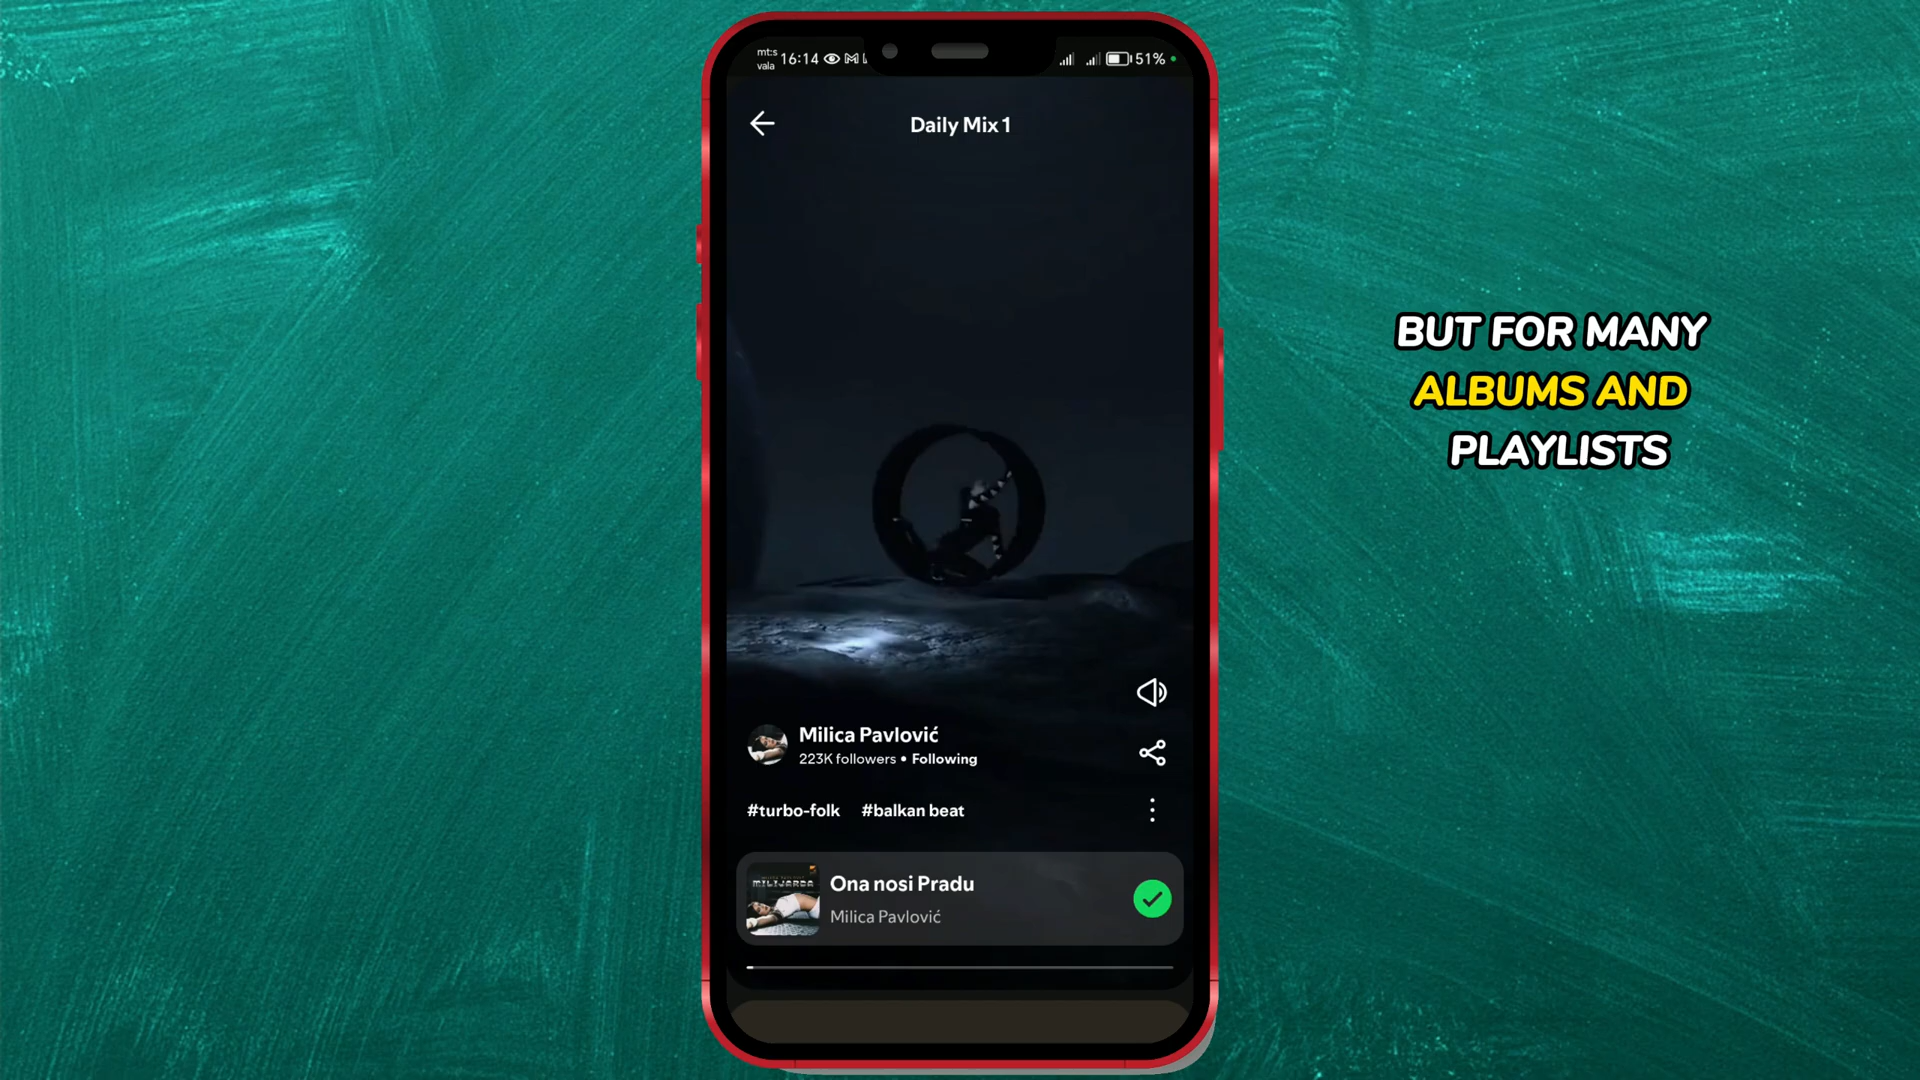 mt:s
vala
16:14
51%
Daily Mix 1
BUT FOR MANY
ALBUMS AND
PLAYLISTS
Milica Pavlović
223K followers • Following
#turbo-folk #balkan beat
MILIJARDA
Ona nosi Pradu
Milica Pavlović